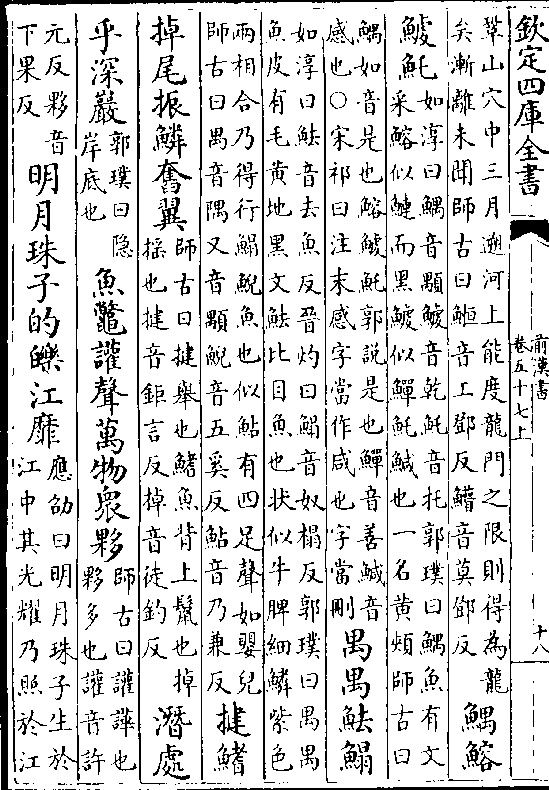 欽定四庫全書
前漢書
卷五十七上
十八
鞏山穴中三月遡河上能度龍門之限則得為龍
矣漸離未聞師古曰䱎音工鄧反䲛音莫鄧反
鰅鰫
鰬魠
如淳曰鰅音顒鰬音乾魠音托郭璞曰鰅魚有文
采鰫似鰱而黑鰬似鱓魠鰔也一名黄頰師古曰
鰅如音是也鰫鰬魠郭說是也鱓音善鰔音
感也○宋祁曰注末感字當作咸也字當刪
禺禺魼鰨
如淳曰魼音去魚反晉灼曰鰨音奴榻反郭璞曰禺禺
魚皮有毛黄地黑文魼比目魚也狀似牛脾細鱗紫色
兩相合乃得行鰨鯢魚也似鮎有四足聲如嬰兒
師古曰禺音隅又音顒鯢音五奚反鮎音乃兼反
揵鰭
掉尾振鱗奮翼
師古曰揵舉也鰭魚背上鬛也掉
搖也揵音鉅言反掉音徒釣反
潛處
乎深巖
郭璞曰隐
岸底也
魚鼈讙聲萬物衆夥
師古曰讙譁也
夥多也讙音許
元反夥音
下果反
明月珠子的皪江靡
應劭曰明月珠子生於
江中其光耀乃照於江